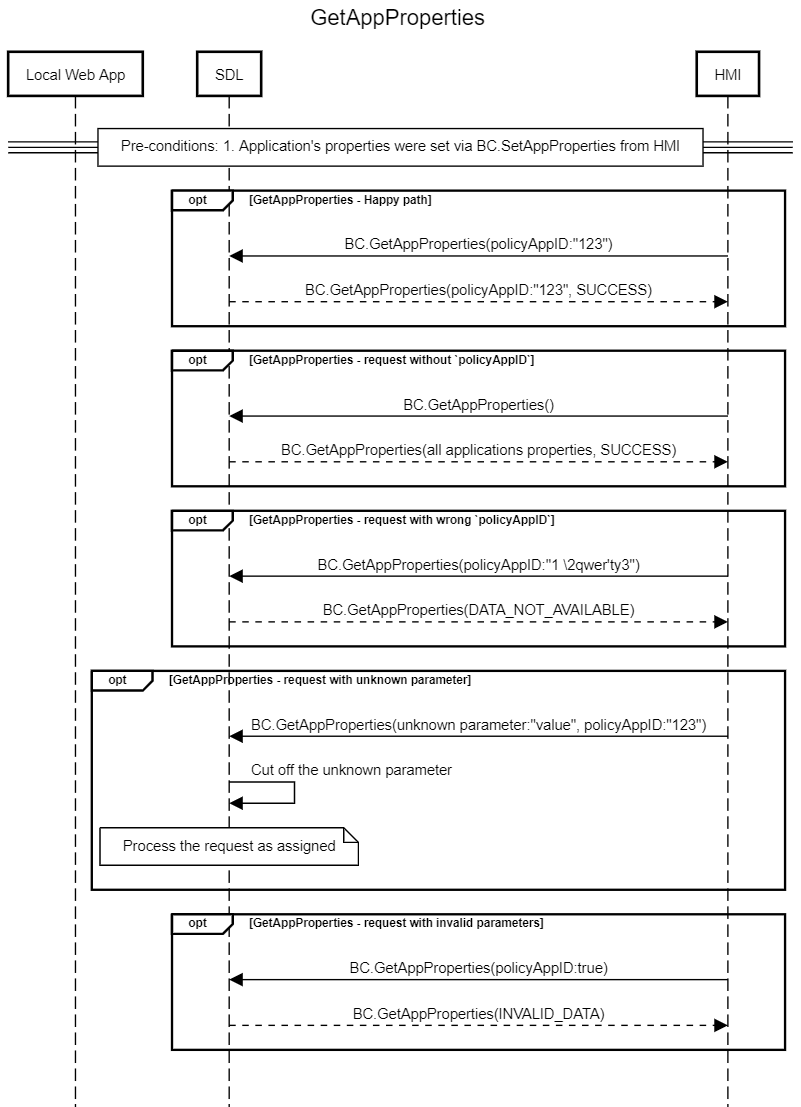 GetAppProperties
Local Web App
SDL
HMI
Pre-conditions: 1. Application's properties were set via BC.SetAppProperties from HMI
opt
[GetAppProperties - Happy path]
BC.GetAppProperties(policyAppID:"123")
BC.GetAppProperties(policyAppID:"123", SUCCESS)
opt
[GetAppProperties - request without `policyAppID`]
BC.GetAppProperties()
BC.GetAppProperties(all applications properties, SUCCESS)
opt
[GetAppProperties - request with wrong `policyAppID`]
BC.GetAppProperties(policyAppID:"1 \2qwer'ty3")
BC.GetAppProperties(DATA_NOT_AVAILABLE)
opt
[GetAppProperties - request with unknown parameter]
BC.GetAppProperties(unknown parameter:"value", policyAppID:"123")
Cut off the unknown parameter
Process the request as assigned
opt
[GetAppProperties - request with invalid parameters]
BC.GetAppProperties(policyAppID:true)
BC.GetAppProperties(INVALID_DATA)